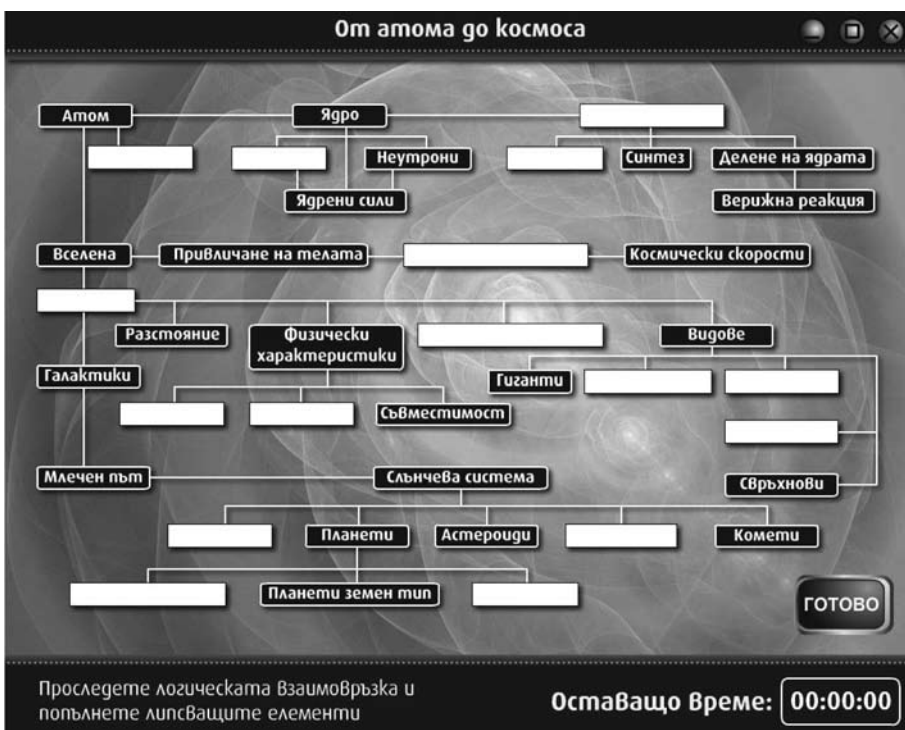 От атома до космоса
Атом
Ядро
Неутрони
Синтез
Делене на ядрата
Ядрени сили
Верижна реакция
Вселена
Привличане на телата
Космически скорости
Разстояние
Физически
характеристики
Видове
Галактики
Гиганти
Съвместимост
Млечен път
Слънчева система
Свръхнови
Планети
Астероиди
Комети
Планети земен тип
ГОТОВО
Проследете логическата взаимовръзка и
попълнете липсващите елементи
Оставащо време: 00:00:00